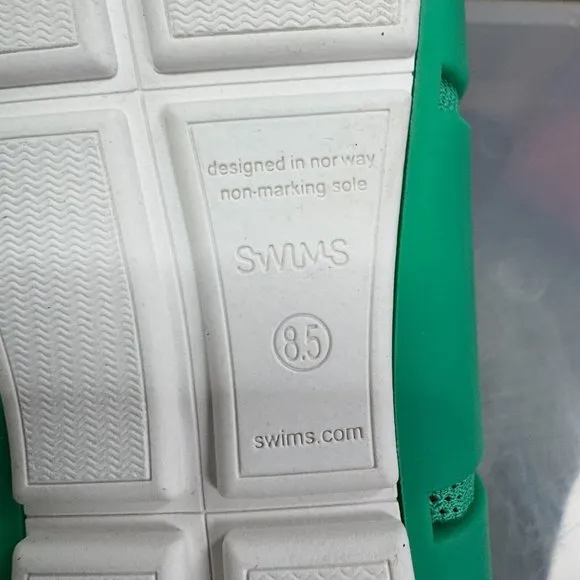 designed in norway
non-marking sole
SWIMS
8.5
swims.com